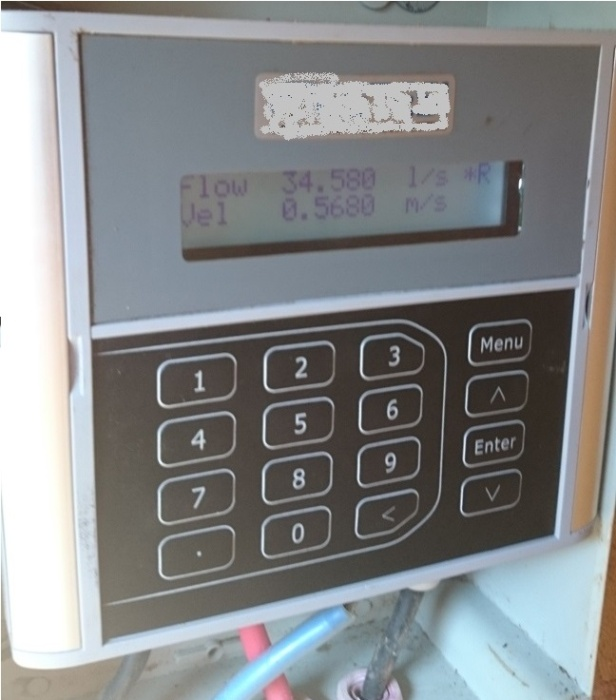 Flow 34.580 l/s *R
Vel 0.5680 m/s
1 2 3 Menu
4 5 6 ^
7 8 9 Enter
. 0 < v